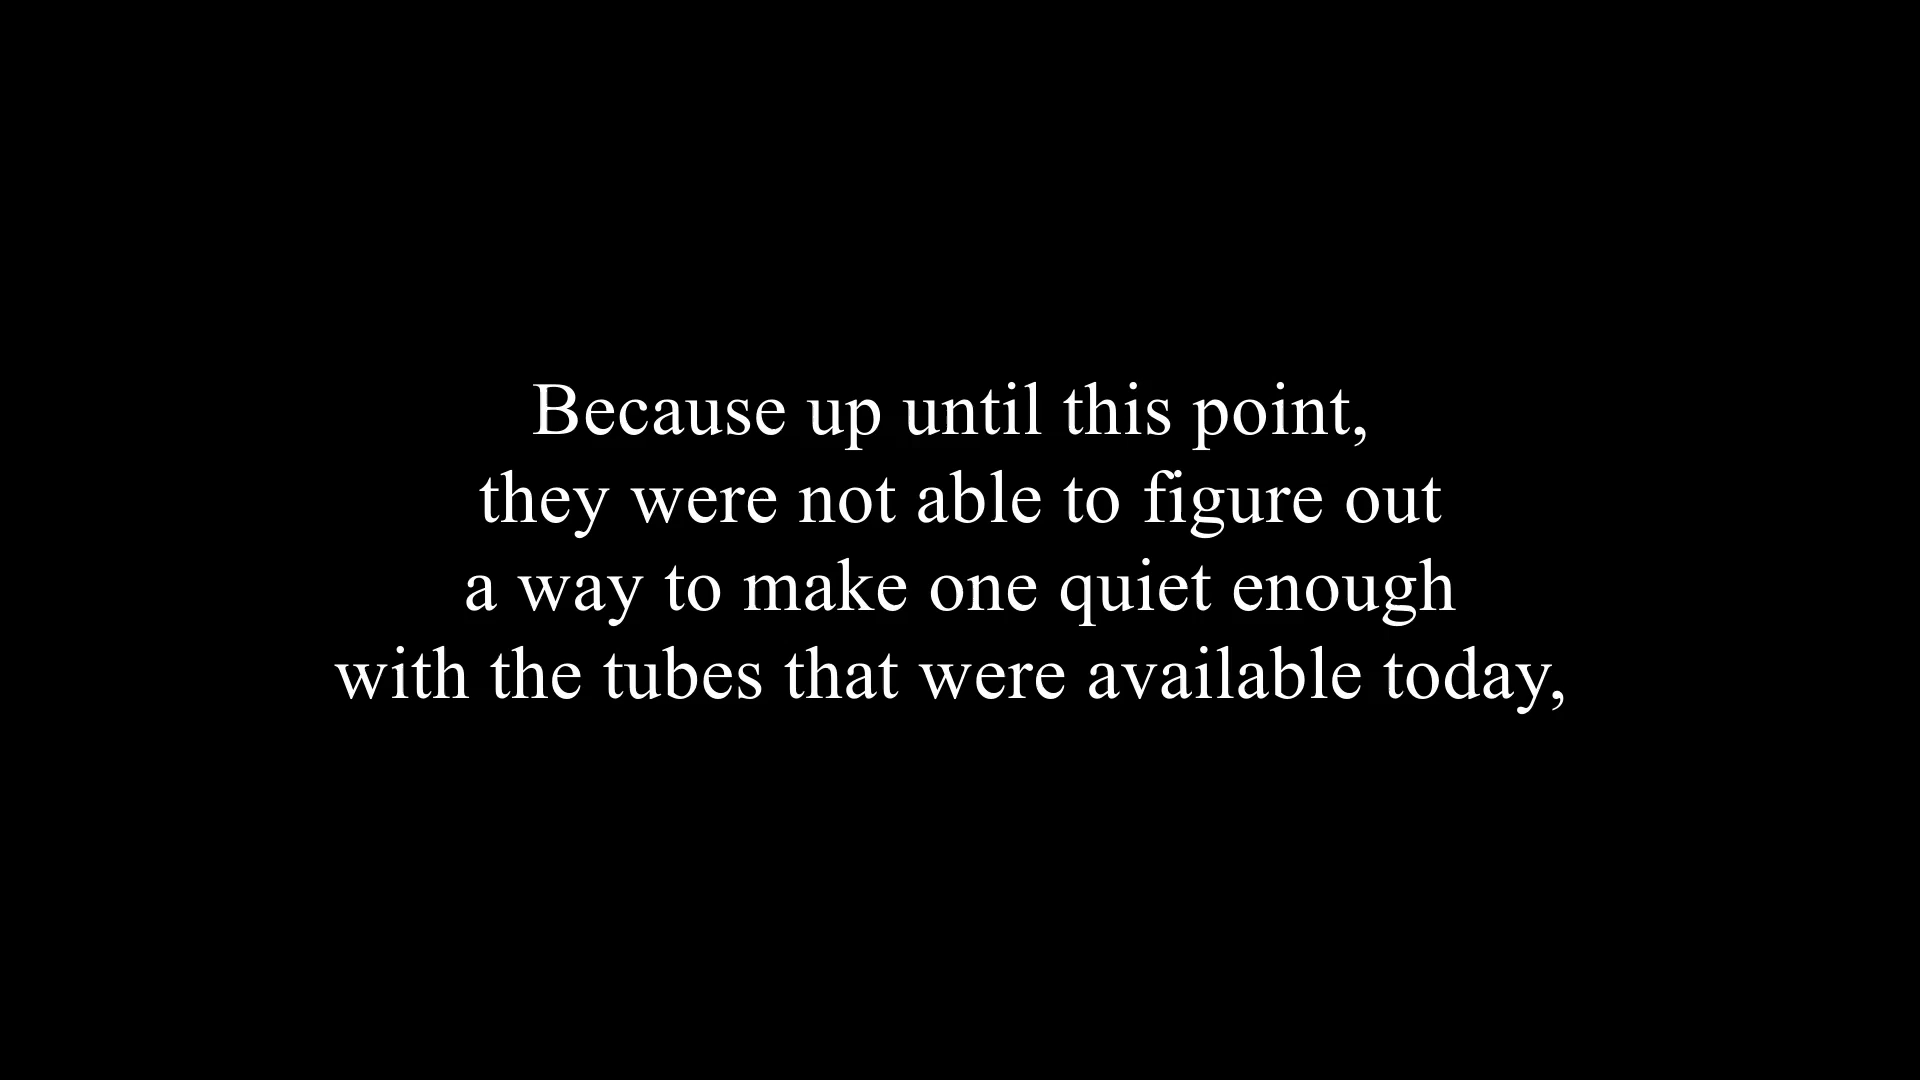 Because up until this point,
they were not able to figure out
a way to make one quiet enough
with the tubes that were available today,